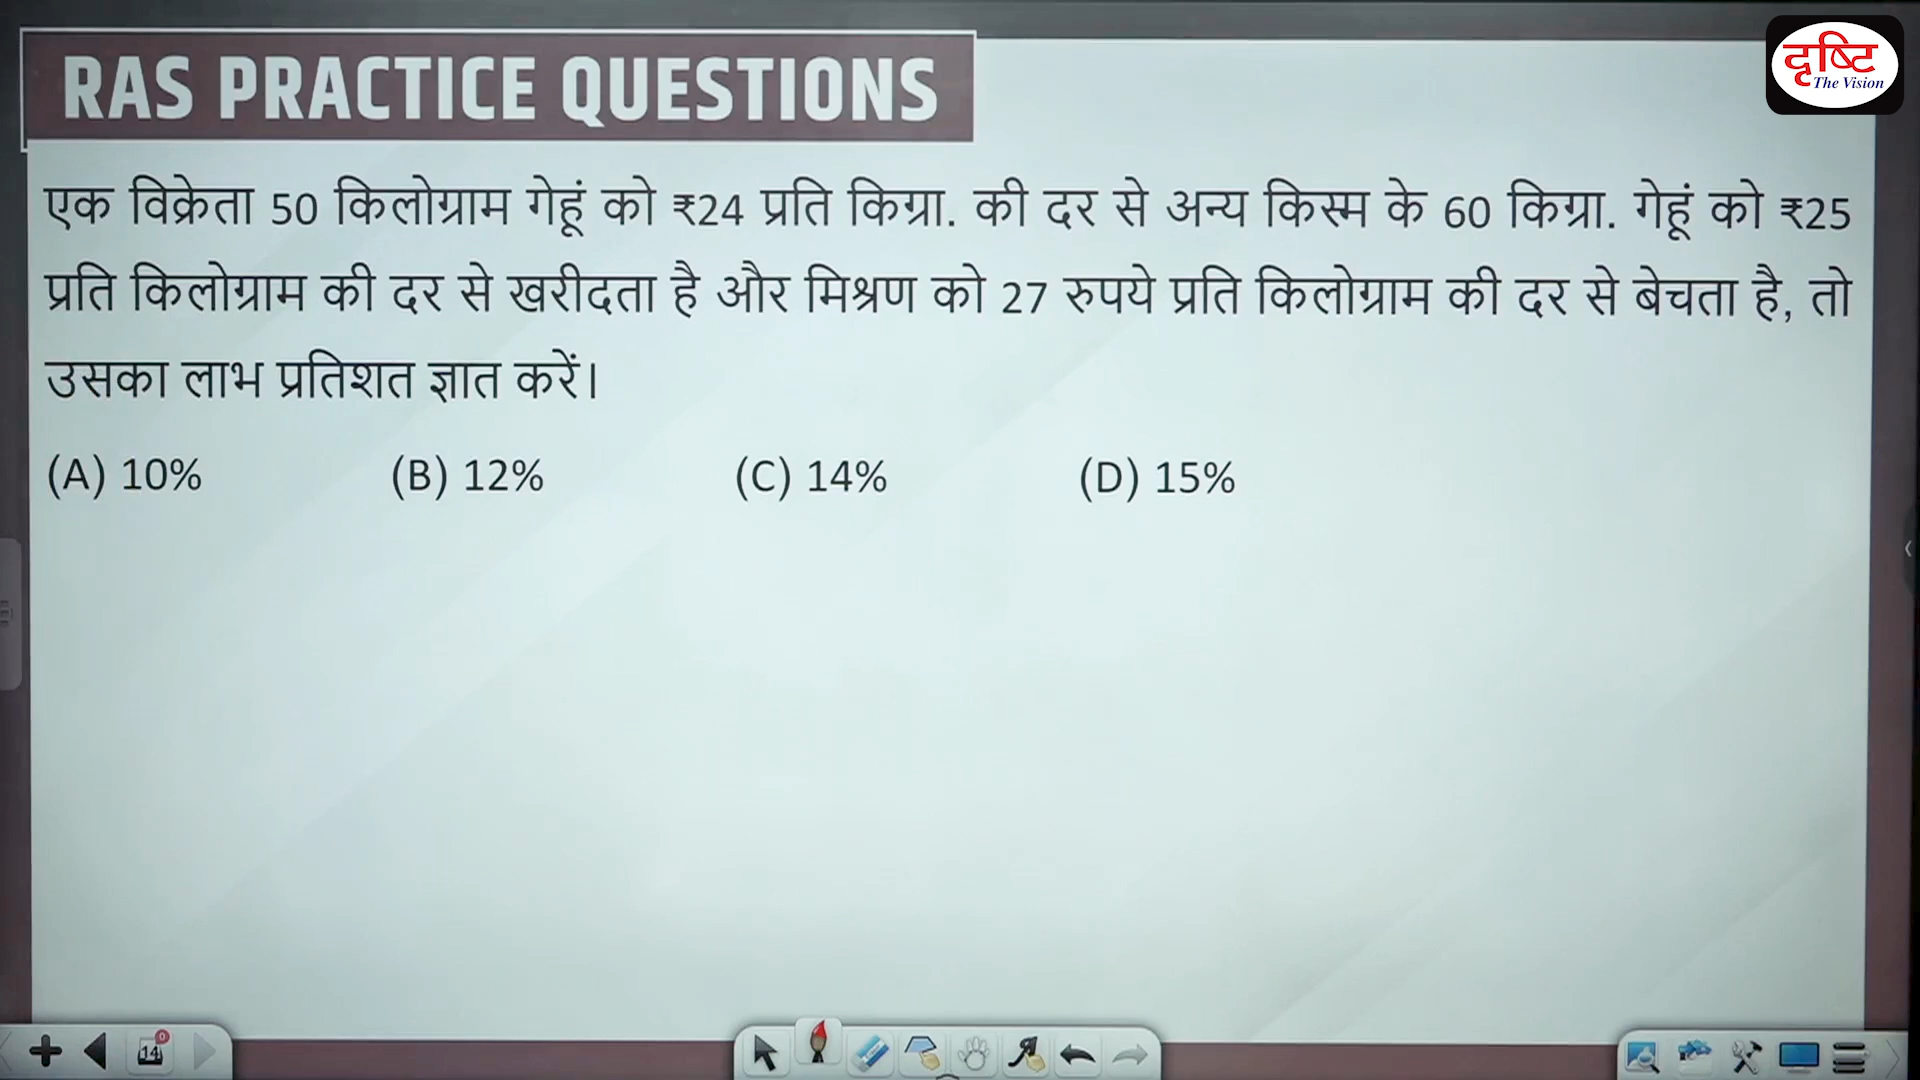 RAS PRACTICE QUESTIONS
दृष्टि
The Vision
एक विक्रेता 50 किलोग्राम गेहूं को ₹24 प्रति किग्रा. की दर से अन्य किस्म के 60 किग्रा. गेहूं को ₹25
प्रति किलोग्राम की दर से खरीदता है और मिश्रण को 27 रुपये प्रति किलोग्राम की दर से बेचता है, तो
उसका लाभ प्रतिशत ज्ञात करें।
(A) 10% (B) 12% (C) 14% (D) 15%
14
0